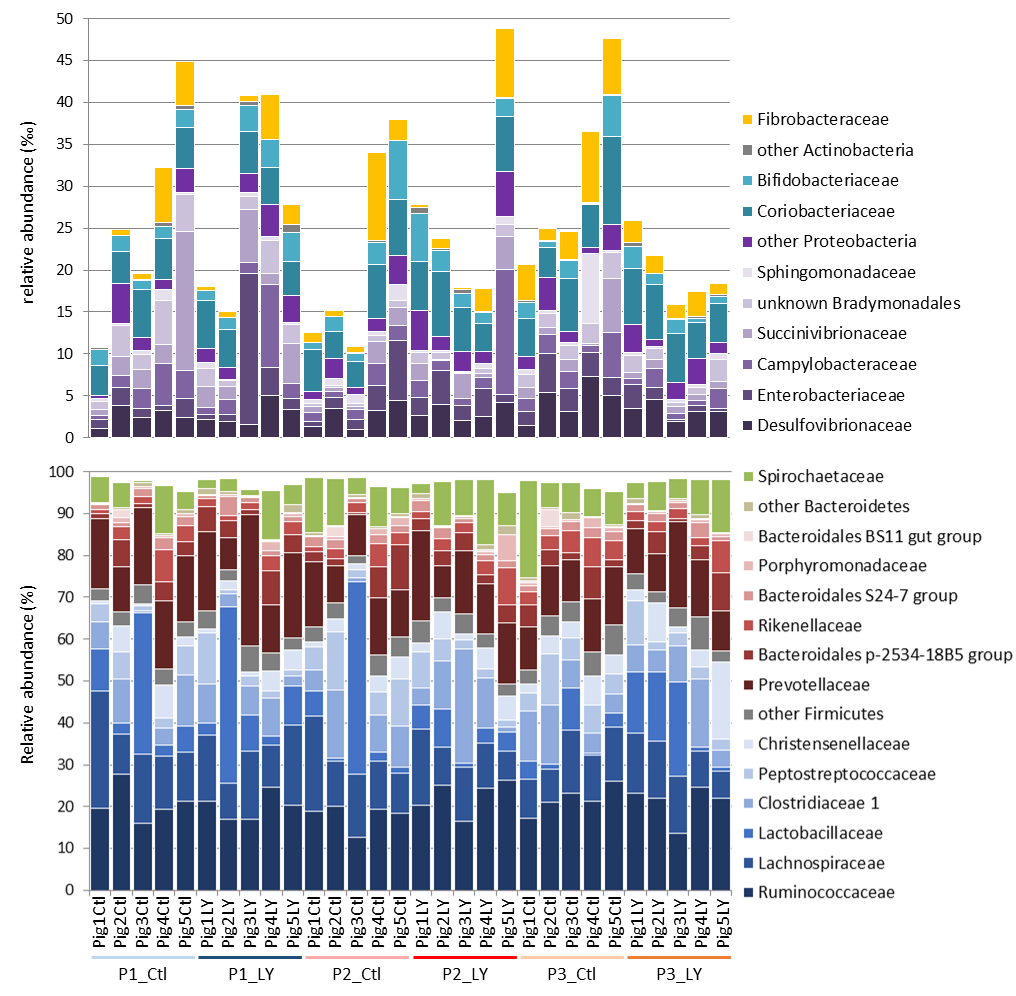 50
45
40
35
30
25
20
15
10
5
0
relative abundance (‰)
Fibrobacteraceae
other Actinobacteria
Bifidobacteriaceae
Coriobacteriaceae
other Proteobacteria
Sphingomonadaceae
unknown Bradymonadales
Succinivibrionaceae
Campylobacteraceae
Enterobacteriaceae
Desulfovibrionaceae
100
90
80
70
60
50
40
30
20
10
0
Relative abundance (%)
Spirochaetaceae
other Bacteroidetes
Bacteroidales BS11 gut group
Porphyromonadaceae
Bacteroidales S24-7 group
Rikenellaceae
Bacteroidales p-2534-18B5 group
Prevotellaceae
other Firmicutes
Christensenellaceae
Peptostreptococcaceae
Clostridiaceae 1
Lactobacillaceae
Lachnospiraceae
Ruminococcaceae
Pig1Ctl
Pig2Ctl
Pig3Ctl
Pig4Ctl
Pig5Ctl
Pig1LY
Pig2LY
Pig3LY
Pig4LY
Pig5LY
Pig1Ctl
Pig2Ctl
Pig3Ctl
Pig4Ctl
Pig5Ctl
Pig1LY
Pig2LY
Pig3LY
Pig4LY
Pig5LY
Pig1Ctl
Pig2Ctl
Pig3Ctl
Pig4Ctl
Pig5Ctl
Pig1LY
Pig2LY
Pig3LY
Pig4LY
Pig5LY
P1_Ctl
P1_LY
P2_Ctl
P2_LY
P3_Ctl
P3_LY